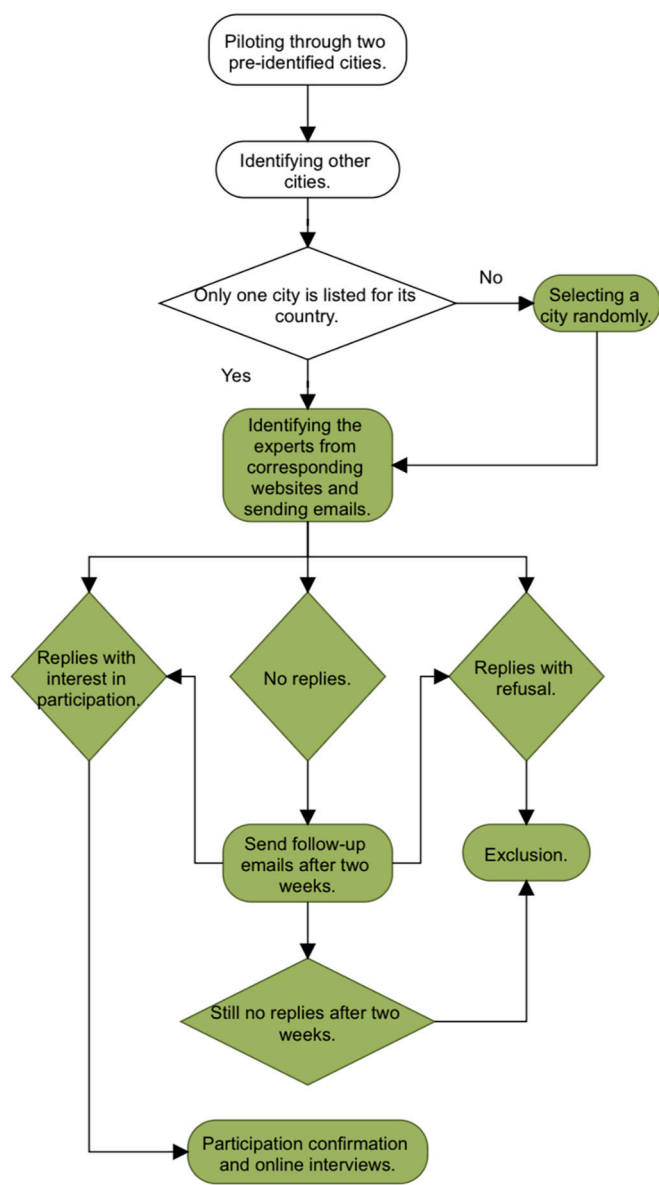 Piloting through two
pre-identified cities.
Identifying other
cities.
Only one city is listed for its
country.
No
Selecting a
city randomly.
Yes
Identifying the
experts from
corresponding
websites and
sending emails.
Replies with
interest in
participation.
No replies.
Replies with
refusal.
Send follow-up
emails after two
weeks.
Exclusion.
Still no replies after two
weeks.
Participation confirmation
and online interviews.